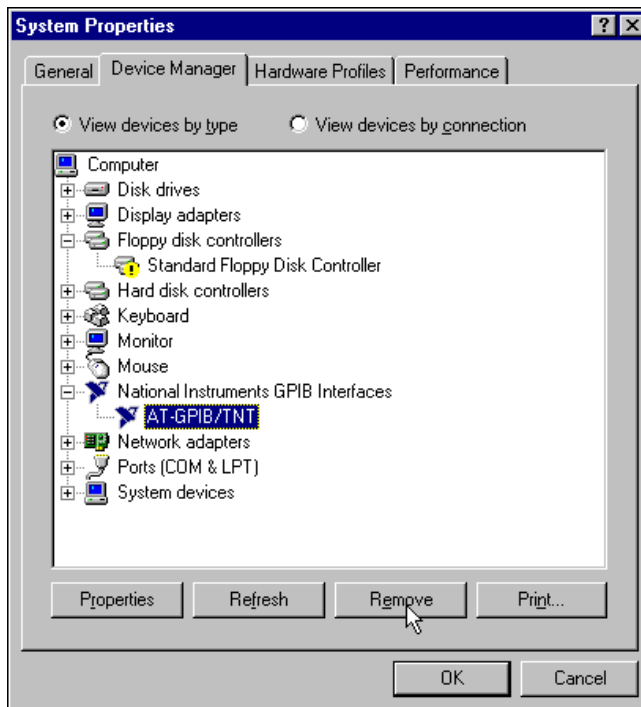 System Properties
General Device Manager Hardware Profiles Performance
View devices by type View devices by connection
Computer
Disk drives
Display adapters
Floppy disk controllers
Standard Floppy Disk Controller
Hard disk controllers
Keyboard
Monitor
Mouse
National Instruments GPIB Interfaces
AT-GPIB/TNT
Network adapters
Ports (COM & LPT)
System devices
Properties Refresh Remove Print...
OK Cancel